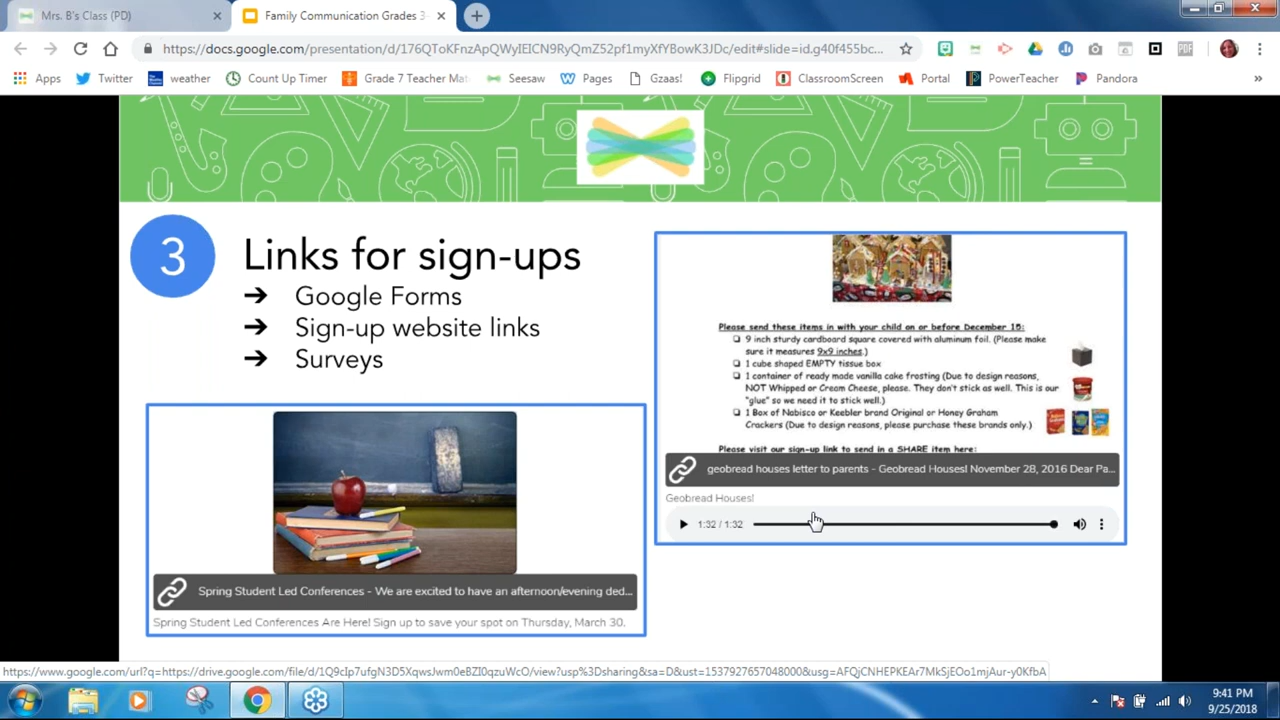 Mrs. B's Class (PD)
Family Communication Grades 3-
https://docs.google.com/presentation/d/176QToKFnzApQWyIEICN9RyQmZ52pf1myXfYBowK3JDc/edit#slide=id.g40f455bc...
PDF
Apps
Twitter
weather
Count Up Timer
Grade 7 Teacher Mat
Seesaw
Pages
Gzaas!
Flipgrid
ClassroomScreen
Portal
PowerTeacher
Pandora
»
3
Links for sign-ups
➔ Google Forms
➔ Sign-up website links
➔ Surveys
Please send these items in with your child on or before December 15:
❑ 9 inch sturdy cardboard square covered with aluminum foil. (Please make
sure it measures 9x9 inches.)
❑ 1 cube shaped EMPTY tissue box
❑ 1 container of ready made vanilla cake frosting (Due to design reasons,
NOT Whipped or Cream Cheese, please. They don't stick as well. This is our
"glue" so we need it to stick well.)
❑ 1 Box of Nabisco or Keebler brand Original or Honey Graham
Crackers (Due to design reasons, please purchase these brands only.)
Please visit our sign-up link to send in a SHARE item here:
geobread houses letter to parents - Geobread Houses! November 28, 2016 Dear Pa...
Geobread Houses!
1:32 / 1:32
Spring Student Led Conferences - We are excited to have an afternoon/evening ded...
Spring Student Led Conferences Are Here! Sign up to save your spot on Thursday, March 30.
https://www.google.com/url?q=https://drive.google.com/file/d/1Q9cIp7ufgN3D5XqwsJwm0eBZI0qzuWcO/view?usp%3Dsharing&sa=D&ust=1537927657048000&usg=AFQjCNHEPKEAr7MkSjEOo1mjAur-y0KfbA
9:41 PM
9/25/2018